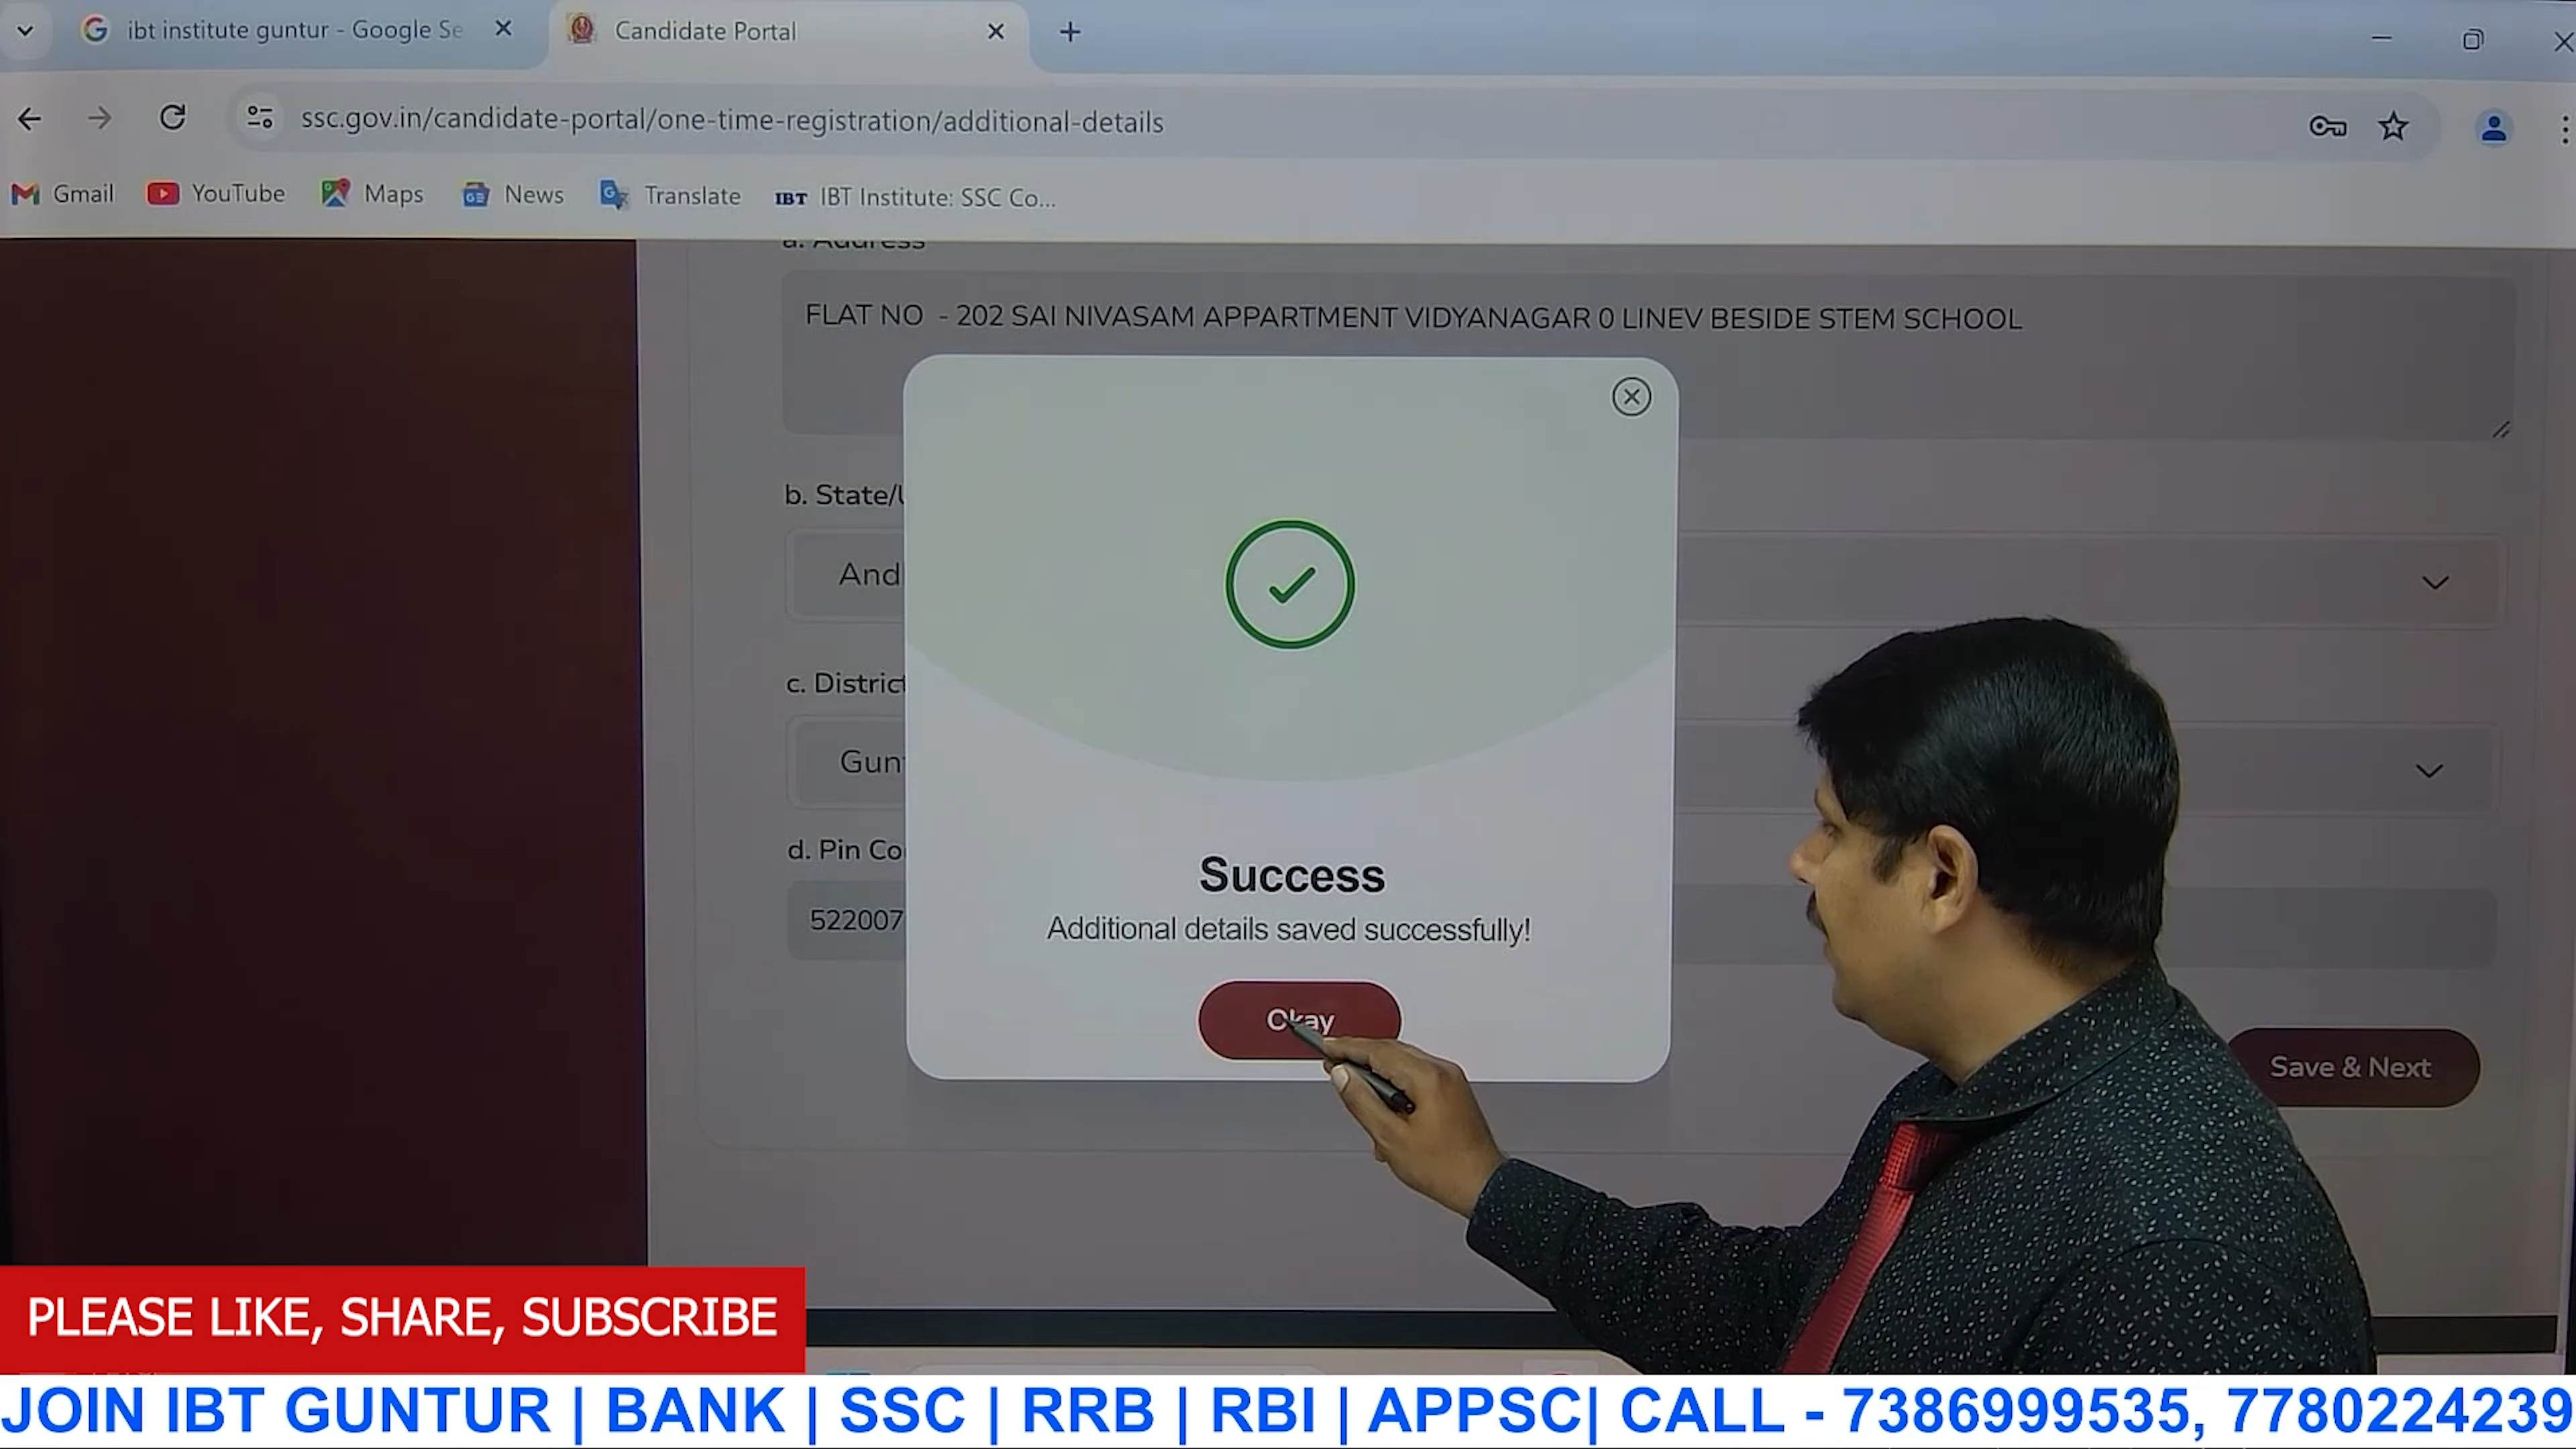 ibt institute guntur - Google Se
Candidate Portal
ssc.gov.in/candidate-portal/one-time-registration/additional-details
Gmail
YouTube
Maps
News
Translate
IBT IBT Institute: SSC Co...
a. Address
FLAT NO - 202 SAI NIVASAM APPARTMENT VIDYANAGAR 0 LINEV BESIDE STEM SCHOOL
b. State/U
And
c. District
Gun
d. Pin Co
522007
Success
Additional details saved successfully!
Okay
Save & Next
PLEASE LIKE, SHARE, SUBSCRIBE
JOIN IBT GUNTUR | BANK | SSC | RRB | RBI | APPSC| CALL - 7386999535, 7780224239